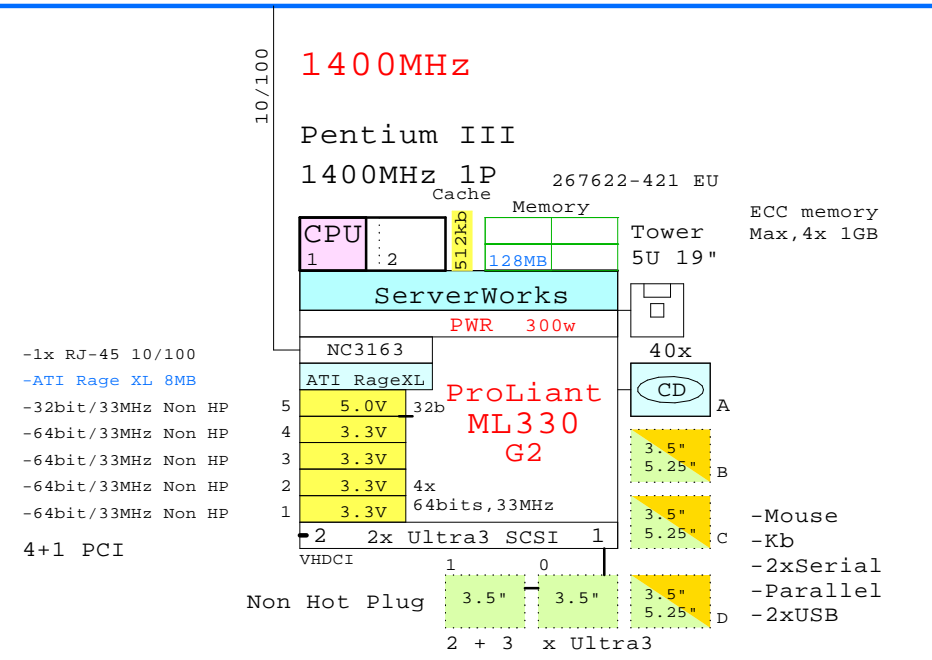 10/100
1400MHz
Pentium III
1400MHz 1P
267622-421 EU
Cache
Memory
ECC memory
Max,4x 1GB
CPU
1
2
512kb
128MB
Tower
5U 19"
ServerWorks
PWR 300w
-1x RJ-45 10/100
NC3163
40x
-ATI Rage XL 8MB
ATI RageXL
ProLiant
ML330
G2
CD
A
-32bit/33MHz Non HP 5 5.0V 32b
-64bit/33MHz Non HP 4 3.3V
-64bit/33MHz Non HP 3 3.3V
-64bit/33MHz Non HP 2 3.3V 4x
-64bit/33MHz Non HP 1 3.3V 64bits,33MHz
3.5"
5.25" B
3.5"
5.25" C
4+1 PCI
2 2x Ultra3 SCSI 1
VHDCI
1 0
Non Hot Plug 3.5" 3.5"
3.5"
5.25" D
2 + 3 x Ultra3
-Mouse
-Kb
-2xSerial
-Parallel
-2xUSB